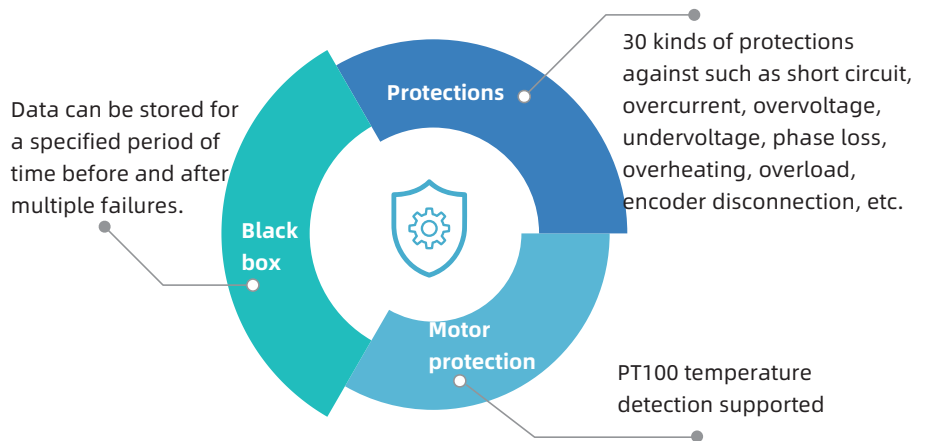 Protections
30 kinds of protections
against such as short circuit,
overcurrent, overvoltage,
undervoltage, phase loss,
overheating, overload,
encoder disconnection, etc.
Data can be stored for
a specified period of
time before and after
multiple failures.
Black
box
Motor
protection
PT100 temperature
detection supported